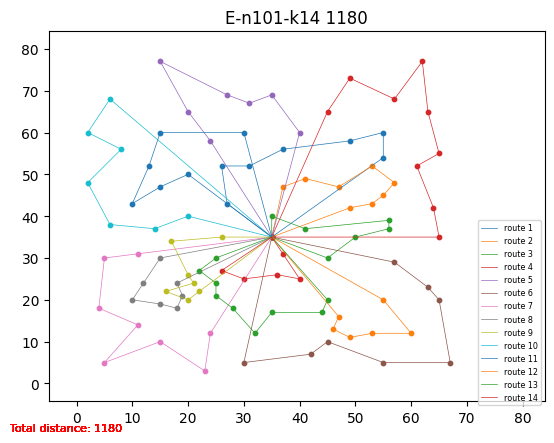 E-n101-k14 1180
80
70
60
50
40
30
20
10
0
route 1
route 2
route 3
route 4
route 5
route 6
route 7
route 8
route 9
route 10
route 11
route 12
route 13
route 14
0 10 20 30 40 50 60 70 80
Total distance: 1180